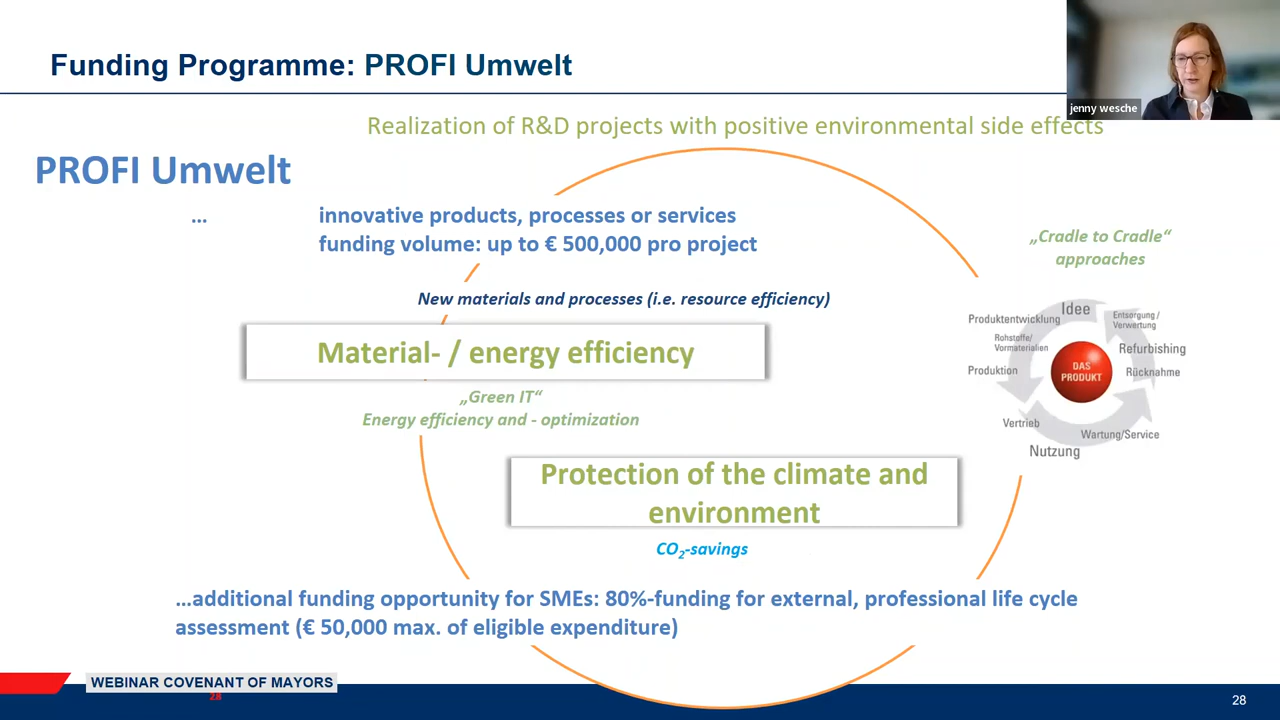 Funding Programme: PROFI Umwelt
jenny wesche
Realization of R&D projects with positive environmental side effects
PROFI Umwelt
...
innovative products, processes or services
funding volume: up to € 500,000 pro project
„Cradle to Cradle“
approaches
New materials and processes (i.e. resource efficiency)
Material- / energy efficiency
„Green IT“
Energy efficiency and - optimization
Idee
Produktentwicklung
Entsorgung /
Verwertung
Rohstoffe/
Vormaterialien
Refurbishing
DAS
PRODUKT
Produktion
Rücknahme
Vertrieb
Wartung/Service
Nutzung
Protection of the climate and
environment
CO₂-savings
...additional funding opportunity for SMEs: 80%-funding for external, professional life cycle
assessment (€ 50,000 max. of eligible expenditure)
WEBINAR COVENANT OF MAYORS
28
28